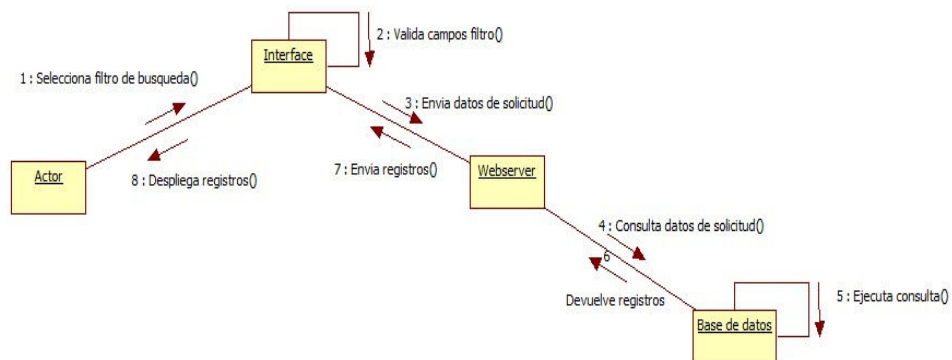 2 : Valida campos filtro()
Interface
1 : Selecciona filtro de busqueda()
3 : Envia datos de solicitud()
7 : Envia registros()
8 : Despliega registros()
Actor
Webserver
4 : Consulta datos de solicitud()
6
Devuelve registros
5 : Ejecuta consulta()
Base de datos